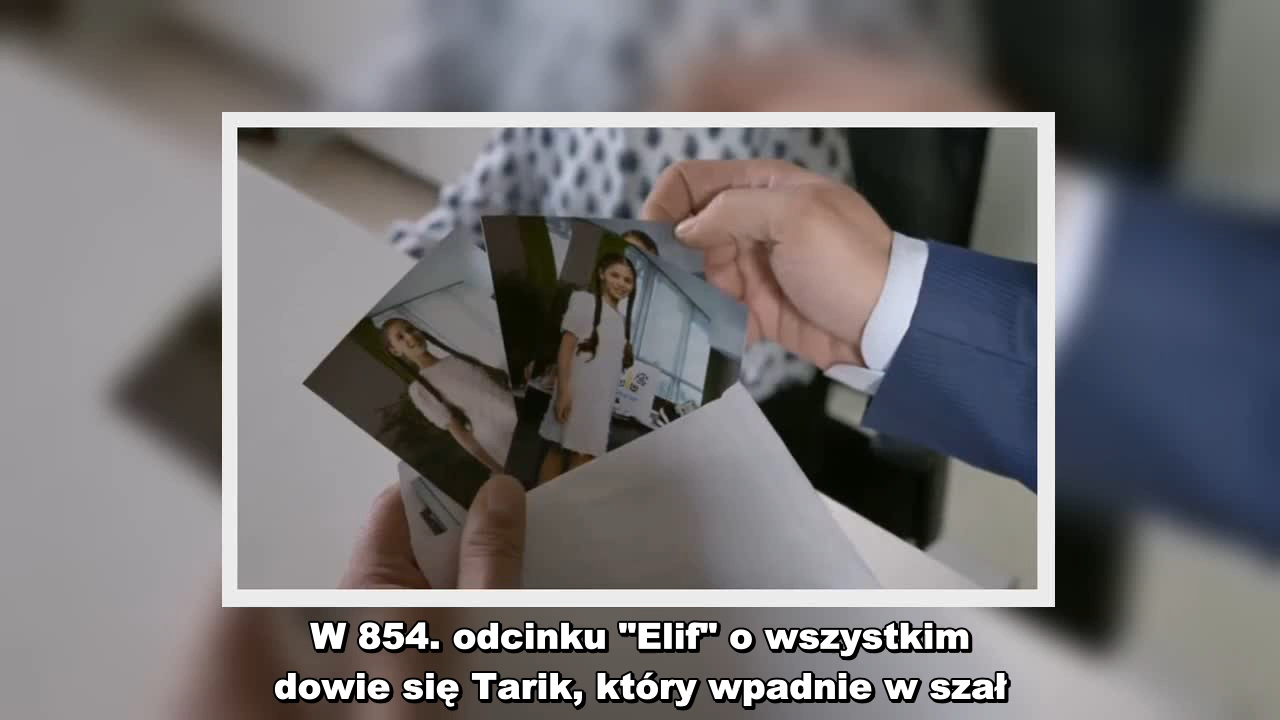 W 854. odcinku "Elif" o wszystkim
dowie się Tarik, który wpadnie w szał